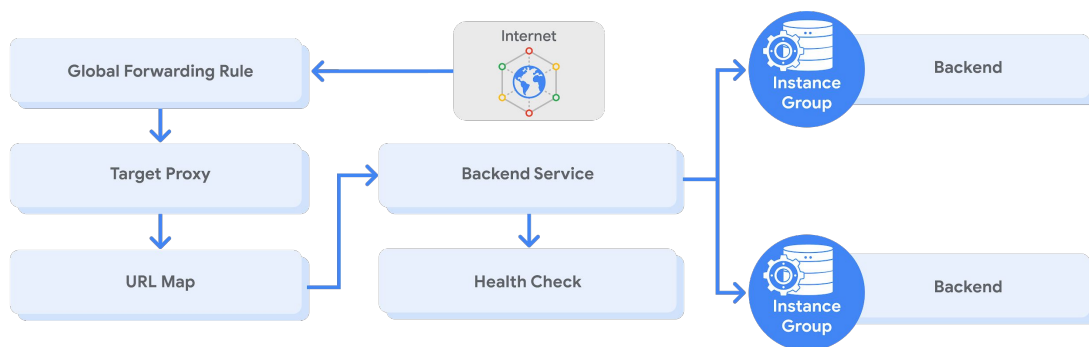 Internet
Global Forwarding Rule
Target Proxy
URL Map
Backend Service
Health Check
Instance
Group
Backend
Instance
Group
Backend